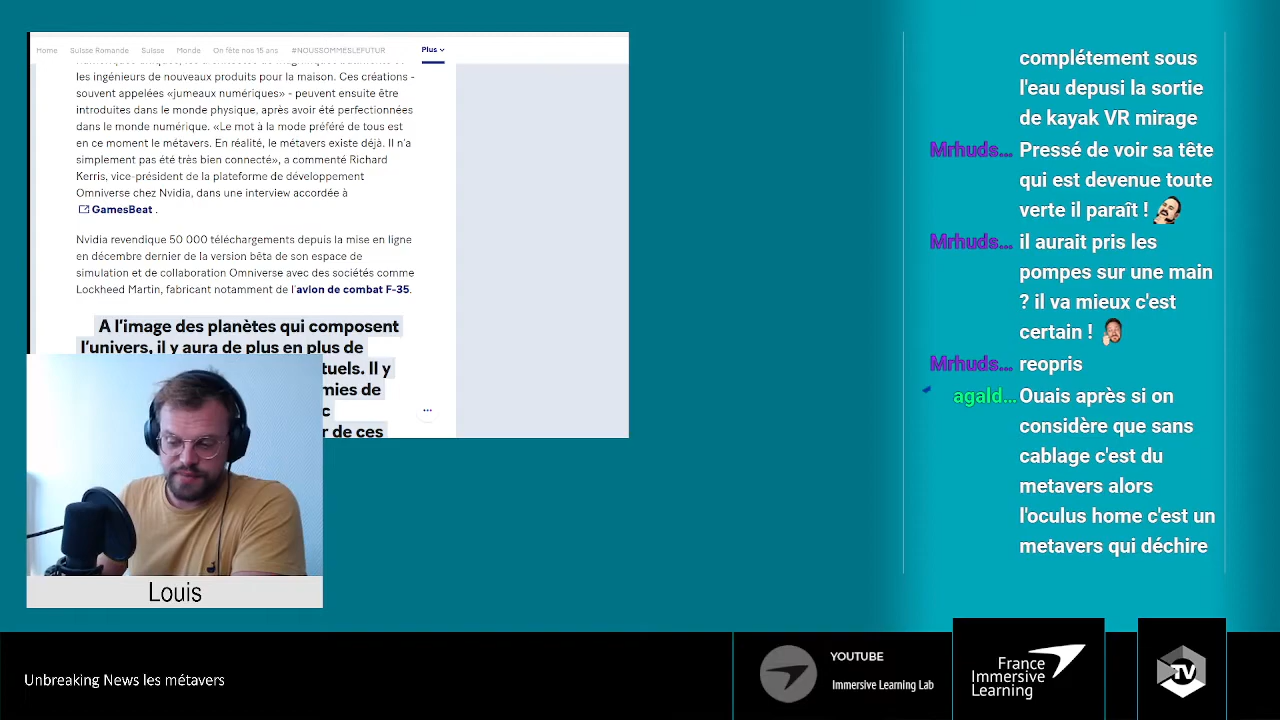 Home Suisse Romande Suisse Monde On fête nos 15 ans #NOUSSOMMESLEFUTUR Plus
les ingénieurs de nouveaux produits pour la maison. Ces créations -
souvent appelées «jumeaux numériques» - peuvent ensuite être
introduites dans le monde physique, après avoir été perfectionnées
dans le monde numérique. «Le mot à la mode préféré de tous est
en ce moment le métavers. En réalité, le métavers existe déjà. Il n'a
simplement pas été très bien connecté», a commenté Richard
Kerris, vice-président de la plateforme de développement
Omniverse chez Nvidia, dans une interview accordée à
GamesBeat .
Nvidia revendique 50 000 téléchargements depuis la mise en ligne
en décembre dernier de la version bêta de son espace de
simulation et de collaboration Omniverse avec des sociétés comme
Lockheed Martin, fabricant notamment de l'avion de combat F-35.
A l'image des planètes qui composent
l'univers, il y aura de plus en plus de
tuels. Il y
mies de
c
r de ces
Louis
complétement sous
l'eau depusi la sortie
de kayak VR mirage
Mrhuds... Pressé de voir sa tête
qui est devenue toute
verte il paraît !
Mrhuds... il aurait pris les
pompes sur une main
? il va mieux c'est
certain !
Mrhuds... reopris
agald... Ouais après si on
considère que sans
cablage c'est du
metavers alors
l'oculus home c'est un
metavers qui déchire
Unbreaking News les métavers
YOUTUBE
Immersive Learning Lab
France
Immersive
Learning
TV